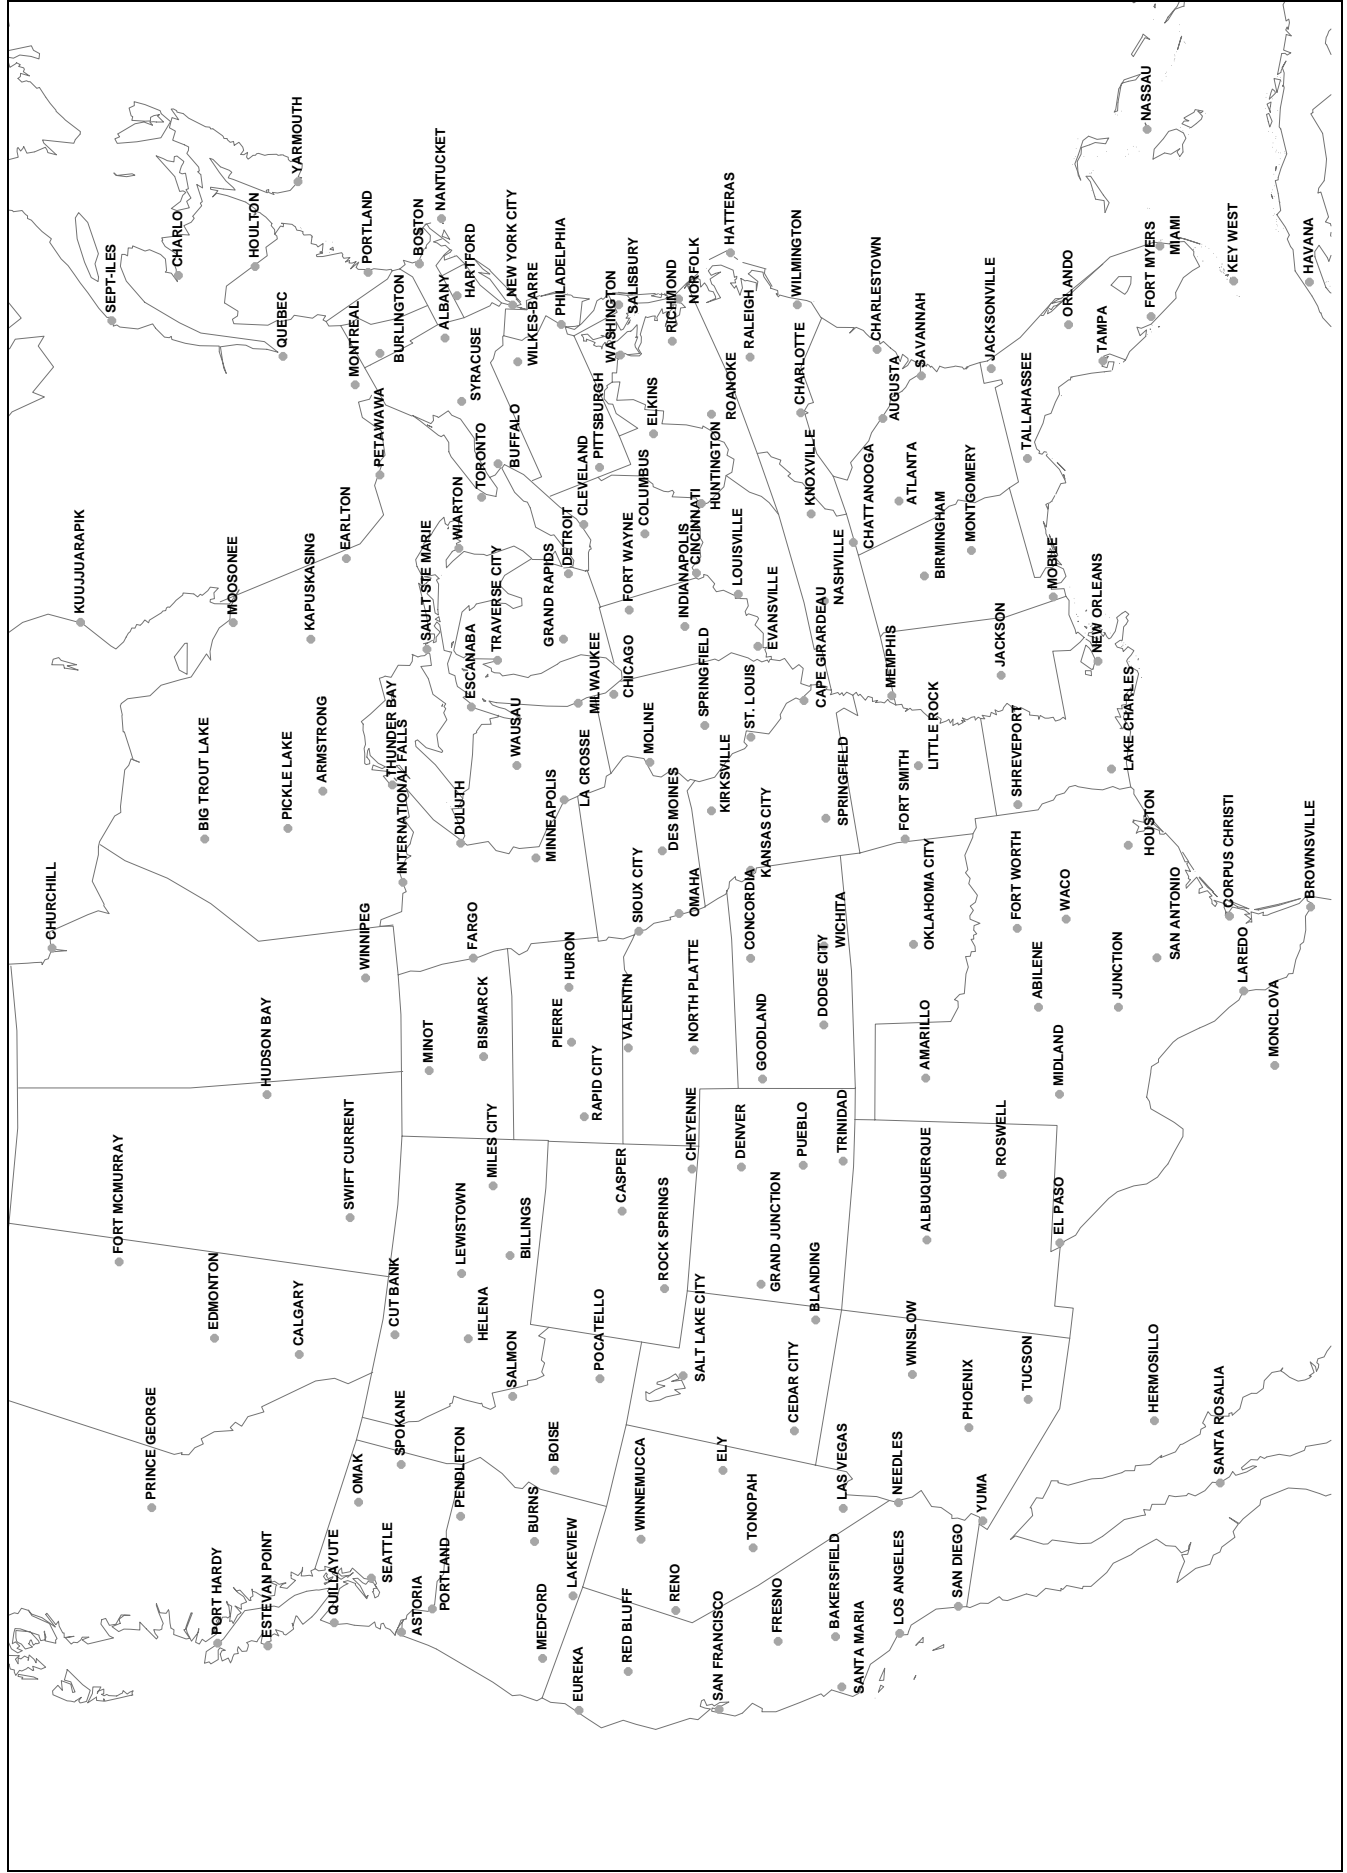 CHURCHILL
KUUJJUARAPIK
SEPT-ILES
FORT MCMURRAY
PRINCE GEORGE
CHARLO
BIG TROUT LAKE
MOOSONEE
EDMONTON
PORT HARDY
HOULTON
HUDSON BAY
ESTEVAN POINT
QUEBEC
PICKLE LAKE
YARMOUTH
CALGARY
KAPUSKASING
ARMSTRONG
QUILLAYUTE
EARLTON
SWIFT CURRENT
MONTREAL
OMAK
WINNIPEG
PORTLAND
SEATTLE
PETAWAWA
BURLINGTON
THUNDER BAY
CUT BANK
INTERNATIONAL FALLS
SPOKANE
ASTORIA
BOSTON
SAULT STE MARIE
MINOT
PORTLAND
NANTUCKET
ALBANY
WIARTON
DULUTH
LEWISTOWN
PENDLETON
HARTFORD
SYRACUSE
ESCANABA
FARGO
HELENA
TORONTO
BISMARCK
MILES CITY
TRAVERSE CITY
BUFFALO
NEW YORK CITY
WAUSAU
BILLINGS
SALMON
WILKES-BARRE
MINNEAPOLIS
BURNS
MEDFORD
BOISE
PHILADELPHIA
GRAND RAPIDS
DETROIT
LA CROSSE
HURON
PIERRE
LAKEVIEW
EUREKA
CLEVELAND
MILWAUKEE
RAPID CITY
PITTSBURGH
POCATELLO
WASHINGTON
SALISBURY
CHICAGO
FORT WAYNE
CASPER
VALENTIN
RED BLUFF
SIOUX CITY
WINNEMUCCA
COLUMBUS
ELKINS
MOLINE
DES MOINES
ROCK SPRINGS
RICHMOND
NORFOLK
RENO
OMAHA
INDIANAPOLIS
CINCINNATI
NORTH PLATTE
CHEYENNE
SALT LAKE CITY
HUNTINGTON
SPRINGFIELD
KIRKSVILLE
ROANOKE
HATTERAS
ELY
SAN FRANCISCO
LOUISVILLE
DENVER
RALEIGH
ST. LOUIS
CONCORDIA
KANSAS CITY
TONOPAH
EVANSVILLE
GOODLAND
GRAND JUNCTION
FRESNO
WILMINGTON
CHARLOTTE
CEDAR CITY
PUEBLO
KNOXVILLE
BLANDING
CAPE GIRARDEAU
NASHVILLE
SPRINGFIELD
DODGE CITY
WICHITA
TRINIDAD
LAS VEGAS
BAKERSFIELD
SANTA MARIA
CHATTANOOGA
CHARLESTOWN
AUGUSTA
MEMPHIS
FORT SMITH
NEEDLES
LOS ANGELES
ATLANTA
SAVANNAH
LITTLE ROCK
OKLAHOMA CITY
WINSLOW
AMARILLO
ALBUQUERQUE
BIRMINGHAM
MONTGOMERY
SAN DIEGO
PHOENIX
YUMA
JACKSONVILLE
JACKSON
ROSWELL
SHREVEPORT
FORT WORTH
TALLAHASSEE
TUCSON
ABILENE
MOBILE
MIDLAND
EL PASO
WACO
ORLANDO
NEW ORLEANS
TAMPA
LAKE CHARLES
JUNCTION
HOUSTON
NASSAU
FORT MYERS
MIAMI
HERMOSILLO
SAN ANTONIO
SANTA ROSALIA
CORPUS CHRISTI
KEY WEST
LAREDO
MONCLOVA
HAVANA
BROWNSVILLE